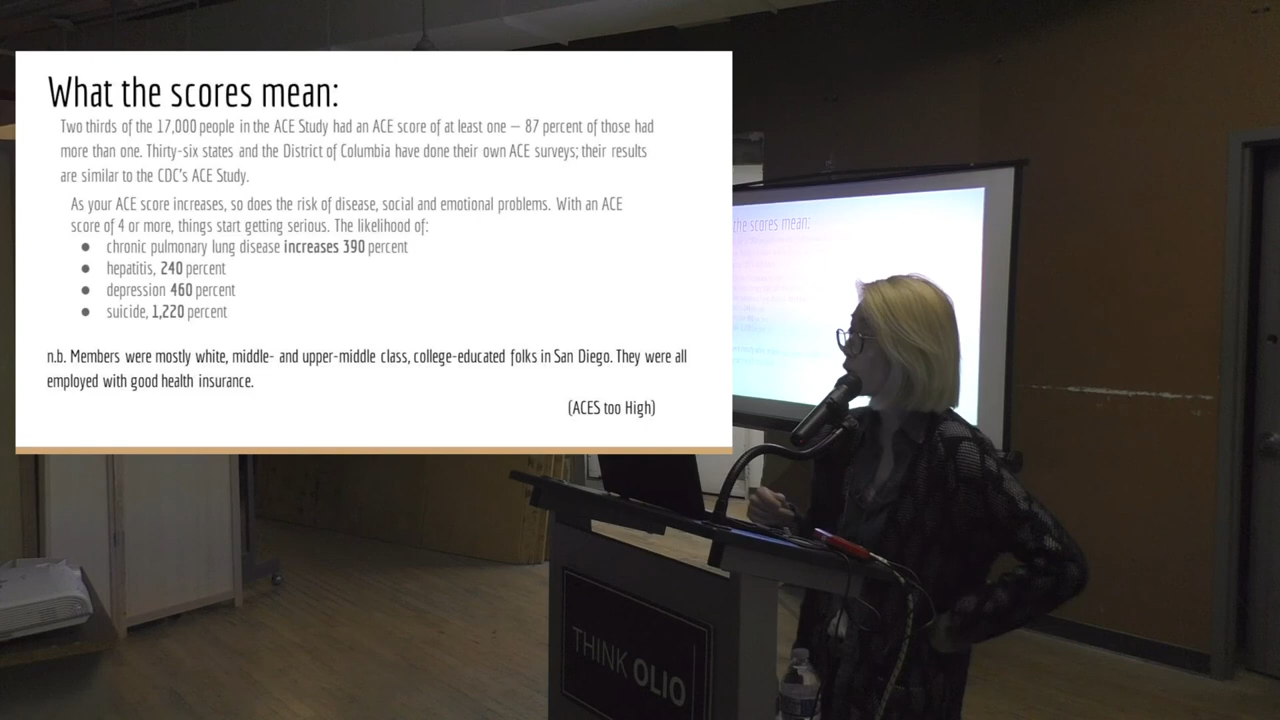 What the scores mean:
Two thirds of the 17,000 people in the ACE Study had an ACE score of at least one – 87 percent of those had
more than one. Thirty-six states and the District of Columbia have done their own ACE surveys; their results
are similar to the CDC's ACE Study.
As your ACE score increases, so does the risk of disease, social and emotional problems. With an ACE
score of 4 or more, things start getting serious. The likelihood of:
● chronic pulmonary lung disease increases 390 percent
● hepatitis, 240 percent
● depression 460 percent
● suicide, 1,220 percent
n.b. Members were mostly white, middle- and upper-middle class, college-educated folks in San Diego. They were all
employed with good health insurance.
(ACES too High)
the scores mean:
THINK OLIO